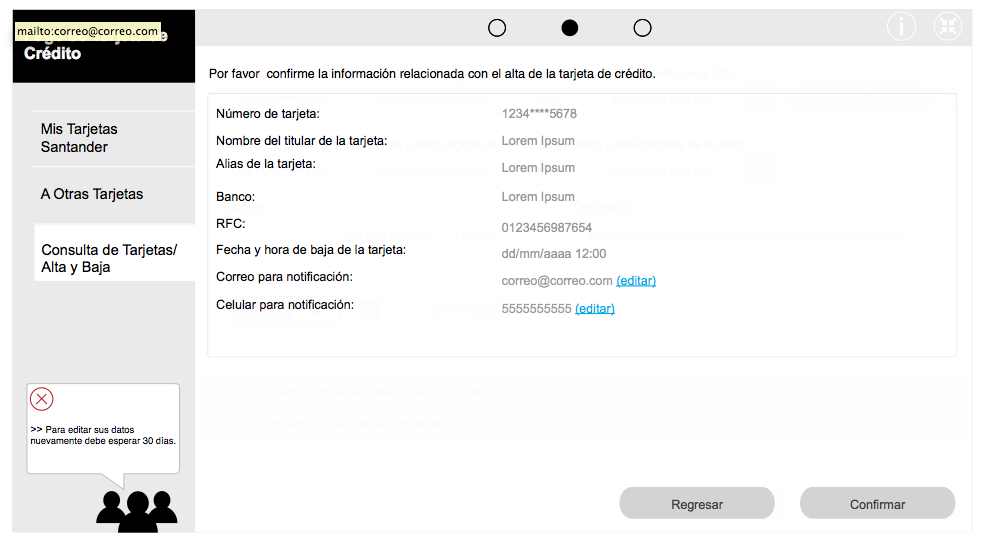 mailto:correo@correo.com
Crédito
Por favor confirme la información relacionada con el alta de la tarjeta de crédito.
Mis Tarjetas
Santander
A Otras Tarjetas
Consulta de Tarjetas/
Alta y Baja
Número de tarjeta: 1234****5678
Nombre del titular de la tarjeta: Lorem Ipsum
Alias de la tarjeta: Lorem Ipsum
Banco: Lorem Ipsum
RFC: 0123456987654
Fecha y hora de baja de la tarjeta: dd/mm/aaaa 12:00
Correo para notificación: correo@correo.com (editar)
Celular para notificación: 5555555555 (editar)
>> Para editar sus datos
nuevamente debe esperar 30 días.
Regresar
Confirmar